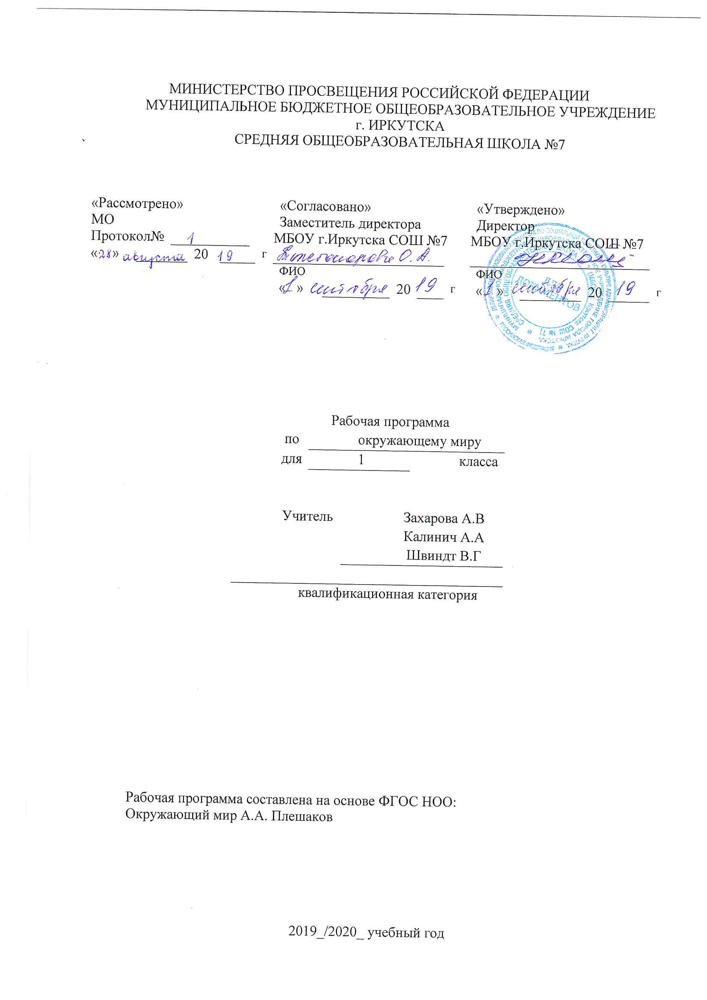 МИНИСТЕРСТВО ПРОСВЕЩЕНИЯ РОССИЙСКОЙ ФЕДЕРАЦИИ
МУНИЦИПАЛЬНОЕ БЮДЖЕТНОЕ ОБЩЕОБРАЗОВАТЕЛЬНОЕ УЧРЕЖДЕНИЕ
г. ИРКУТСКА
СРЕДНЯЯ ОБЩЕОБРАЗОВАТЕЛЬНАЯ ШКОЛА №7
«Рассмотрено»
МО
Протокол№ 1
«28» августа 20 19 г
«Согласовано»
Заместитель директора
МБОУ г.Иркутска СОШ №7
О. А.
ФИО
«1» сентября 20 19 г
«Утверждено»
Директор
МБОУ г.Иркутска СОШ №7
ФИО
«1» сентября 20 19 г
ДЛЯ
ДОКУМЕНТОВ
Рабочая программа
по окружающему миру
для 1 класса
Учитель Захарова А.В
Калинич А.А
Швиндт В.Г
квалификационная категория
Рабочая программа составлена на основе ФГОС НОО:
Окружающий мир А.А. Плешаков
2019_/2020_ учебный год